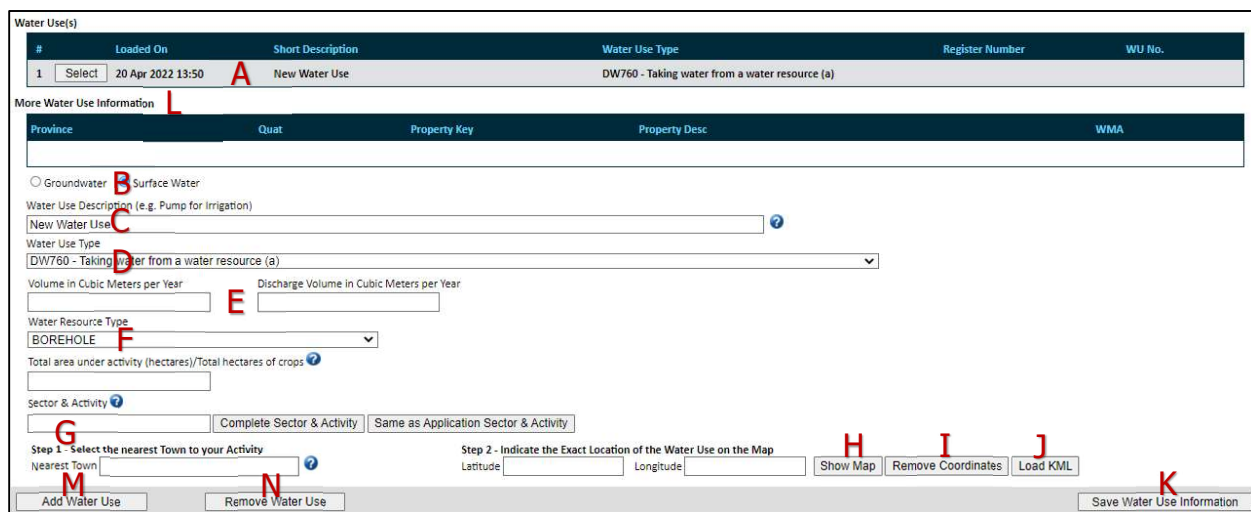 Water Use(s)
# Loaded On Short Description Water Use Type Register Number WU No.
1 Select 20 Apr 2022 13:50 A New Water Use DW760 - Taking water from a water resource (a)
More Water Use Information L
Province Quat Property Key Property Desc WMA
Groundwater B Surface Water
Water Use Description (e.g. Pump for Irrigation)
New Water Use C ?
Water Use Type
DW760 - Taking water from a water resource (a) D
Volume in Cubic Meters per Year E Discharge Volume in Cubic Meters per Year
Water Resource Type
BOREHOLE F
Total area under activity (hectares)/Total hectares of crops ?
Sector & Activity ?
Complete Sector & Activity Same as Application Sector & Activity
G H I J
Step 1 - Select the nearest Town to your Activity Step 2 - Indicate the Exact Location of the Water Use on the Map
Nearest Town ? Latitude Longitude Show Map Remove Coordinates Load KML
M N K
Add Water Use Remove Water Use Save Water Use Information